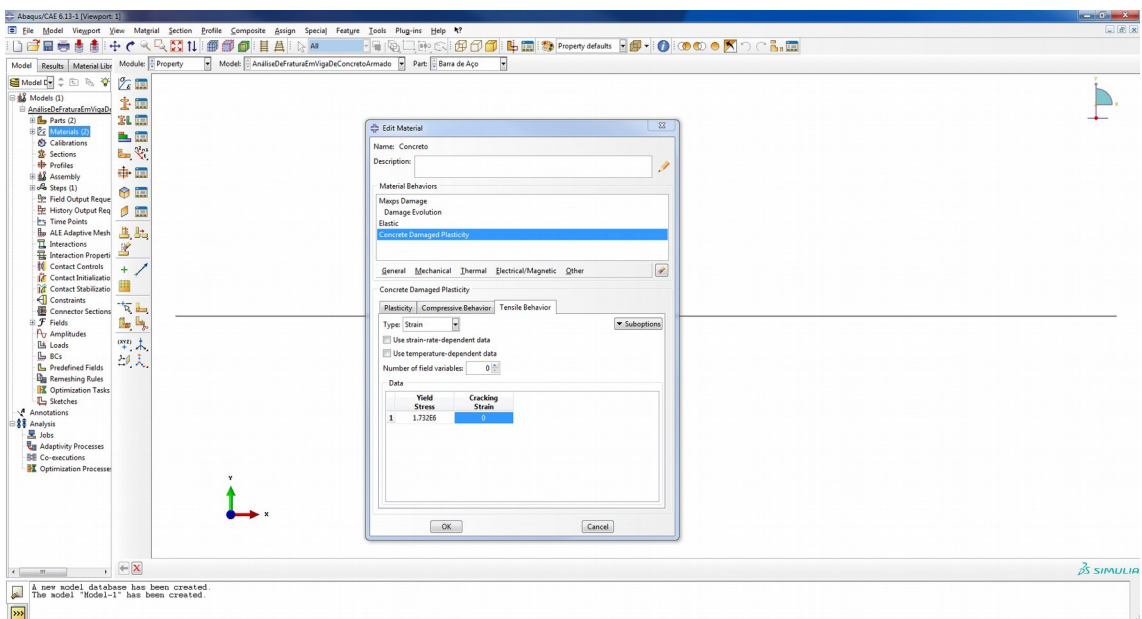 Abaqus/CAE 6.13-1 [Viewport: 1]
File Model Viewport View Material Section Profile Composite Assign Special Feature Tools Plug-ins Help
All Property defaults
Model Results Material Libr Module: Property Model: AnáliseDeFraturaEmVigaDeConcretoArmado Part: Barra de Aço
Model
Models (1)
AnáliseDeFraturaEmVigaDe
Parts (2)
Materials (2)
Calibrations
Sections
Profiles
Assembly
Steps (1)
Field Output Reque
History Output Req
Time Points
ALE Adaptive Mesh
Interactions
Interaction Properti
Contact Controls
Contact Initializatio
Contact Stabilizatio
Constraints
Connector Sections
Fields
Amplitudes
Loads
BCs
Predefined Fields
Remeshing Rules
Optimization Tasks
Sketches
Annotations
Analysis
Jobs
Adaptivity Processes
Co-executions
Optimization Processe
Edit Material
Name: Concreto
Description:
Material Behaviors
Maxps Damage
Damage Evolution
Elastic
Concrete Damaged Plasticity
General Mechanical Thermal Electrical/Magnetic Other
Concrete Damaged Plasticity
Plasticity Compressive Behavior Tensile Behavior
Type: Strain Suboptions
Use strain-rate-dependent data
Use temperature-dependent data
Number of field variables: 0
Data
Yield Stress Cracking Strain
1 1.732E6 0
OK Cancel
Y
X
SIMULIA
A new model database has been created.
The model "Model-1" has been created.
>>>